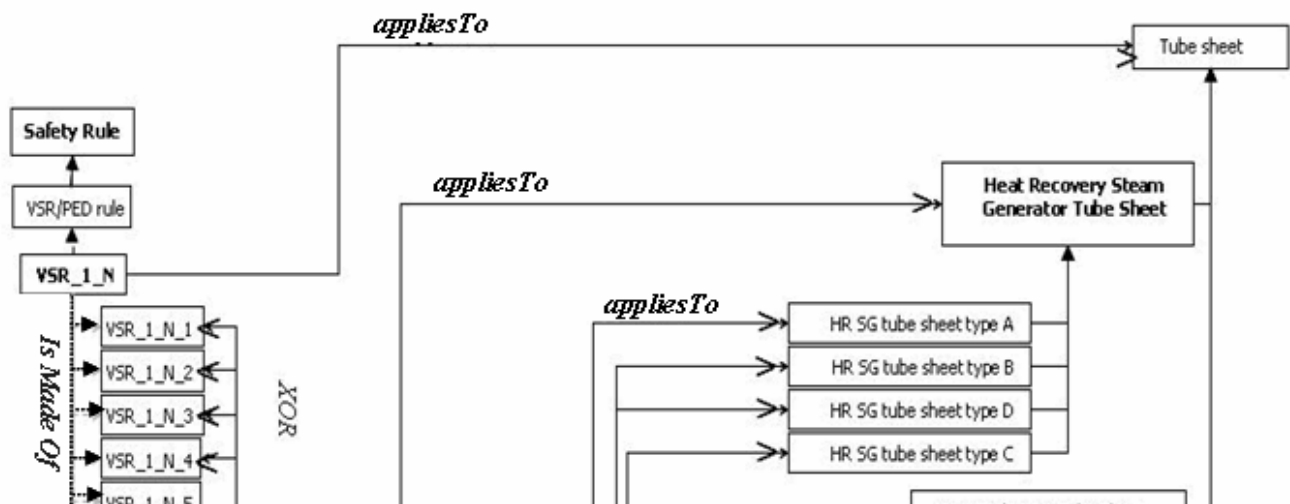 appliesTo
Tube sheet
Safety Rule
VSR/PED rule
appliesTo
Heat Recovery Steam
Generator Tube Sheet
VSR_1_N
appliesTo
VSR_1_N_1
HR SG tube sheet type A
VSR_1_N_2
HR SG tube sheet type B
VSR_1_N_3
HR SG tube sheet type D
VSR_1_N_4
HR SG tube sheet type C
VSR_1_N_5
Is Made Of
XOR